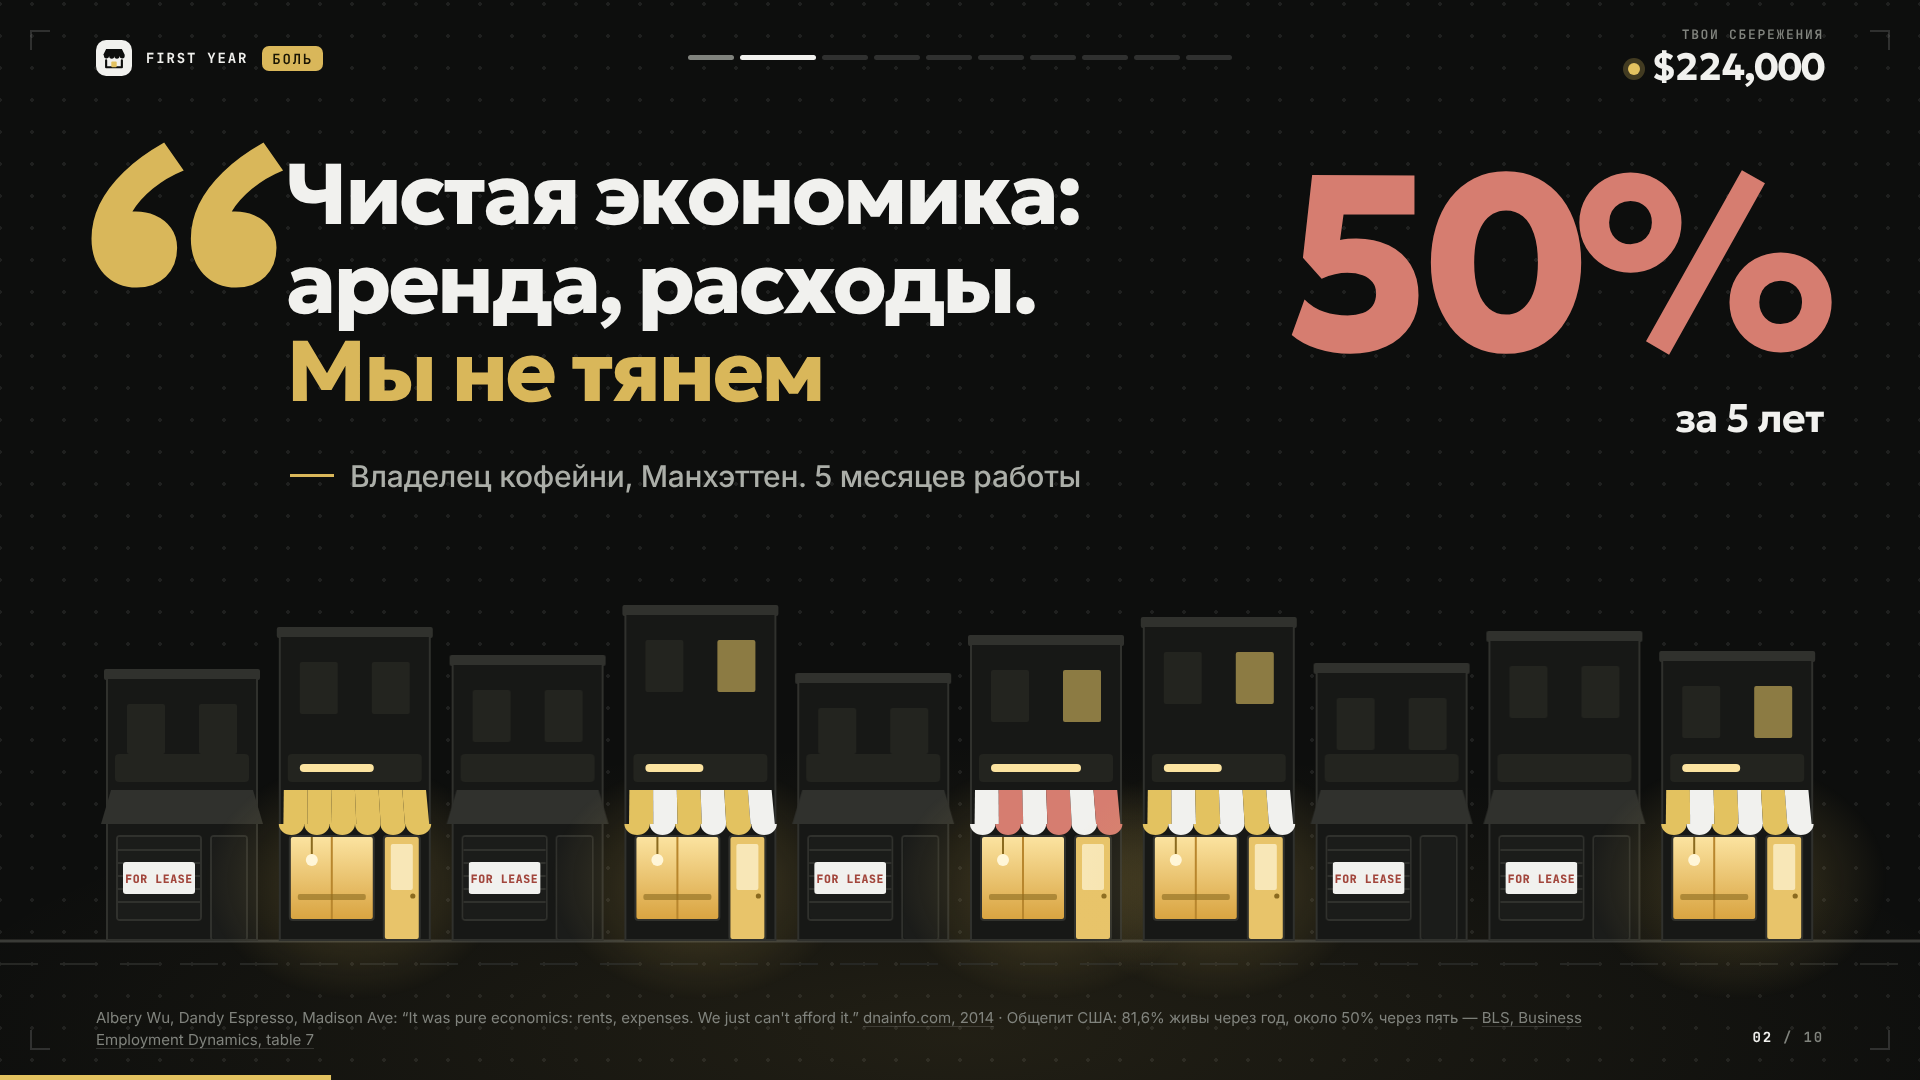 FIRST YEAR
БОЛЬ
ТВОИ СБЕРЕЖЕНИЯ
$224,000
“Чистая экономика:
аренда, расходы.
Мы не тянем
— Владелец кофейни, Манхэттен. 5 месяцев работы
50%
за 5 лет
FOR LEASE
FOR LEASE
FOR LEASE
FOR LEASE
FOR LEASE
Albery Wu, Dandy Espresso, Madison Ave: “It was pure economics: rents, expenses. We just can't afford it.” dnainfo.com, 2014 · Общепит США: 81,6% живы через год, около 50% через пять — BLS, Business
Employment Dynamics, table 7
02 / 10